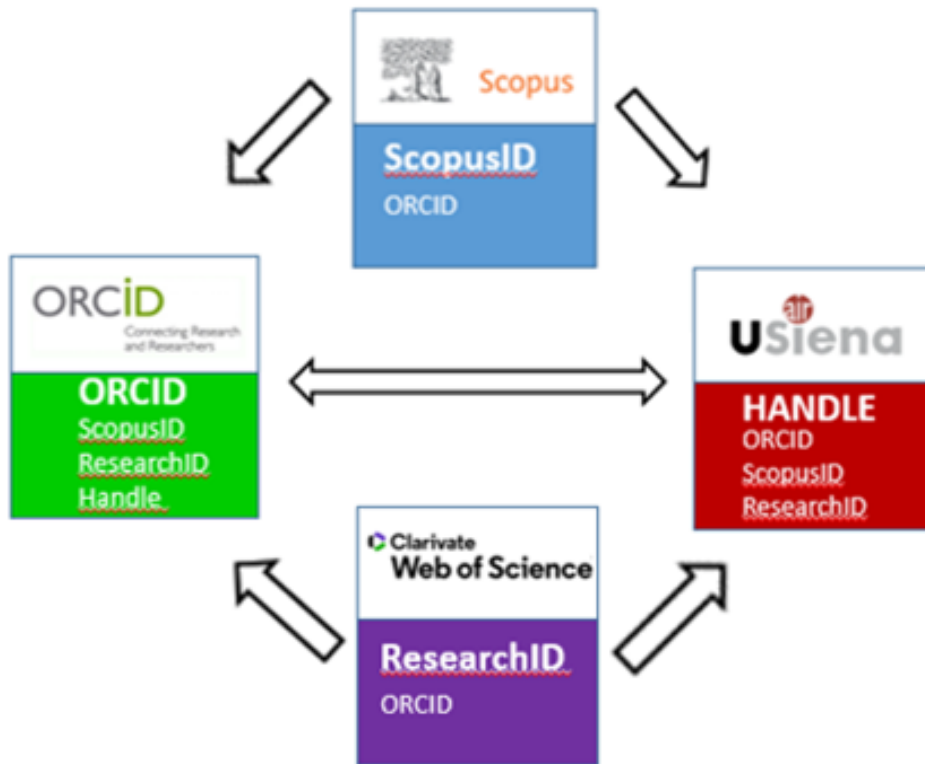 Scopus
ScopusID
ORCID
ORCID
Connecting Research
and Researchers
ORCID
ScopusID
ResearchID
Handle
air
USiena
HANDLE
ORCID
ScopusID
ResearchID
Clarivate
Web of Science
ResearchID
ORCID